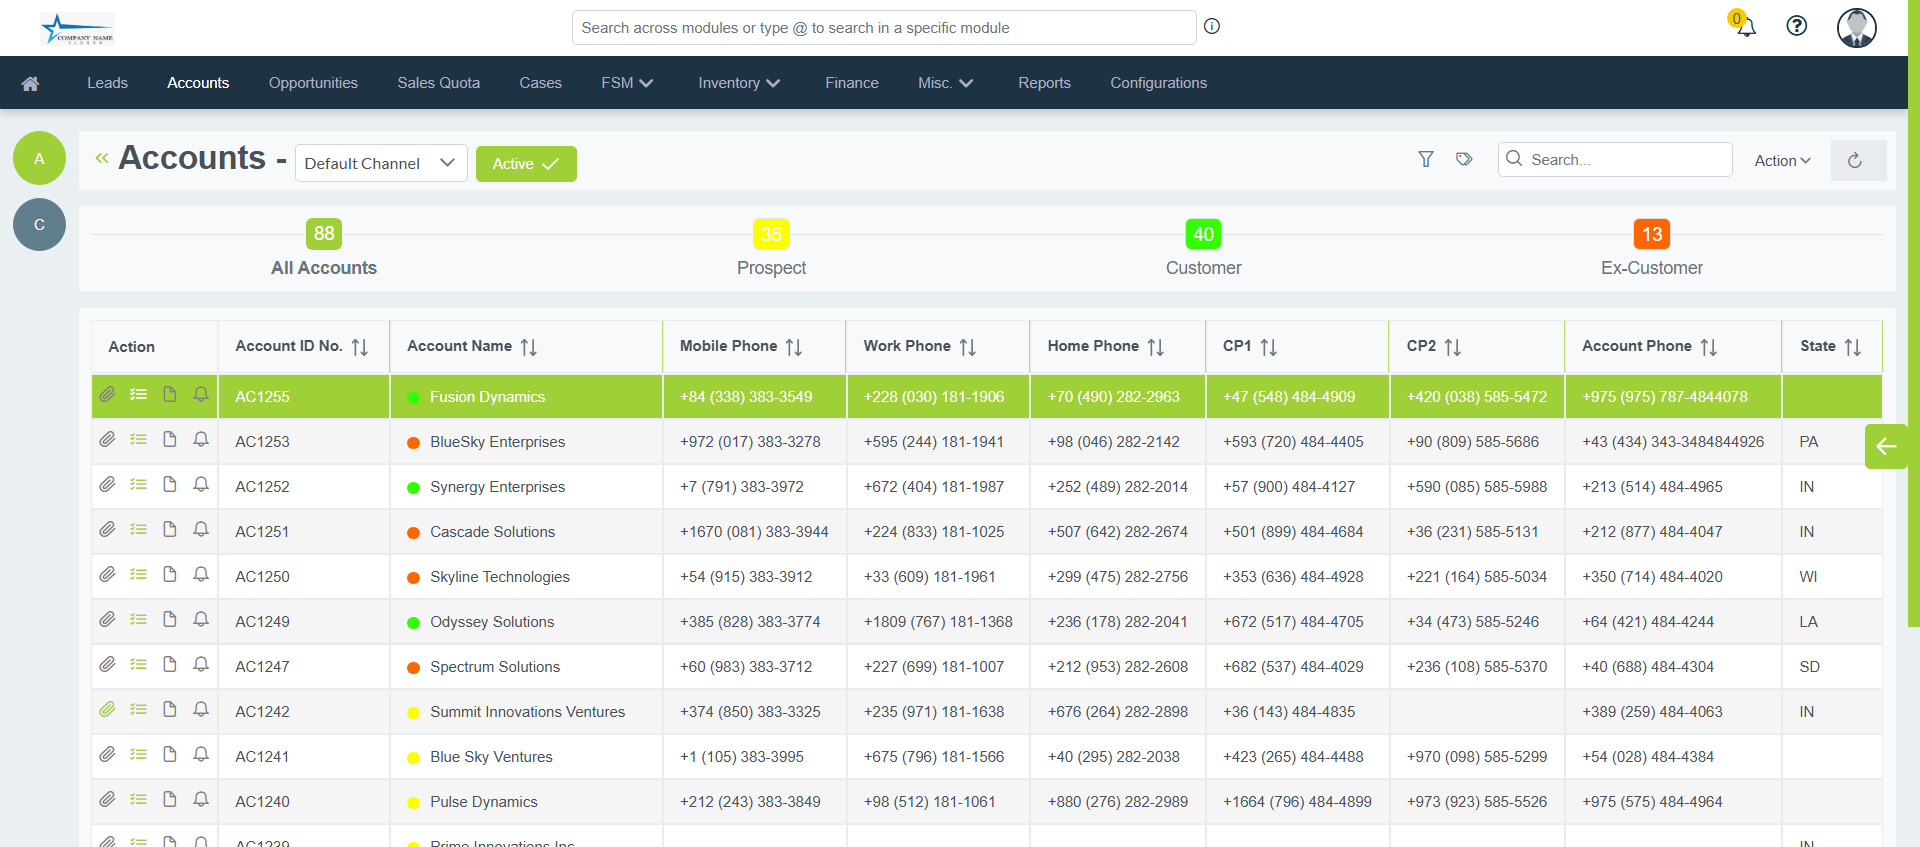 COMPANY NAME
Search across modules or type @ to search in a specific module
0
Leads Accounts Opportunities Sales Quota Cases FSM Inventory Finance Misc. Reports Configurations
A
C
« Accounts - Default Channel Active Search... Action
88 35 40 13
All Accounts Prospect Customer Ex-Customer
Action Account ID No. Account Name Mobile Phone Work Phone Home Phone CP1 CP2 Account Phone State
AC1255 Fusion Dynamics +84 (338) 383-3549 +228 (030) 181-1906 +70 (490) 282-2963 +47 (548) 484-4909 +420 (038) 585-5472 +975 (975) 787-4844078
AC1253 BlueSky Enterprises +972 (017) 383-3278 +595 (244) 181-1941 +98 (046) 282-2142 +593 (720) 484-4405 +90 (809) 585-5686 +43 (434) 343-3484844926 PA
AC1252 Synergy Enterprises +7 (791) 383-3972 +672 (404) 181-1987 +252 (489) 282-2014 +57 (900) 484-4127 +590 (085) 585-5988 +213 (514) 484-4965 IN
AC1251 Cascade Solutions +1670 (081) 383-3944 +224 (833) 181-1025 +507 (642) 282-2674 +501 (899) 484-4684 +36 (231) 585-5131 +212 (877) 484-4047 IN
AC1250 Skyline Technologies +54 (915) 383-3912 +33 (609) 181-1961 +299 (475) 282-2756 +353 (636) 484-4928 +221 (164) 585-5034 +350 (714) 484-4020 WI
AC1249 Odyssey Solutions +385 (828) 383-3774 +1809 (767) 181-1368 +236 (178) 282-2041 +672 (517) 484-4705 +34 (473) 585-5246 +64 (421) 484-4244 LA
AC1247 Spectrum Solutions +60 (983) 383-3712 +227 (699) 181-1007 +212 (953) 282-2608 +682 (537) 484-4029 +236 (108) 585-5370 +40 (688) 484-4304 SD
AC1242 Summit Innovations Ventures +374 (850) 383-3325 +235 (971) 181-1638 +676 (264) 282-2898 +36 (143) 484-4835 +389 (259) 484-4063 IN
AC1241 Blue Sky Ventures +1 (105) 383-3995 +675 (796) 181-1566 +40 (295) 282-2038 +423 (265) 484-4488 +970 (098) 585-5299 +54 (028) 484-4384
AC1240 Pulse Dynamics +212 (243) 383-3849 +98 (512) 181-1061 +880 (276) 282-2989 +1664 (796) 484-4899 +973 (923) 585-5526 +975 (575) 484-4964
AC1239 Prime Innovations Inc IN